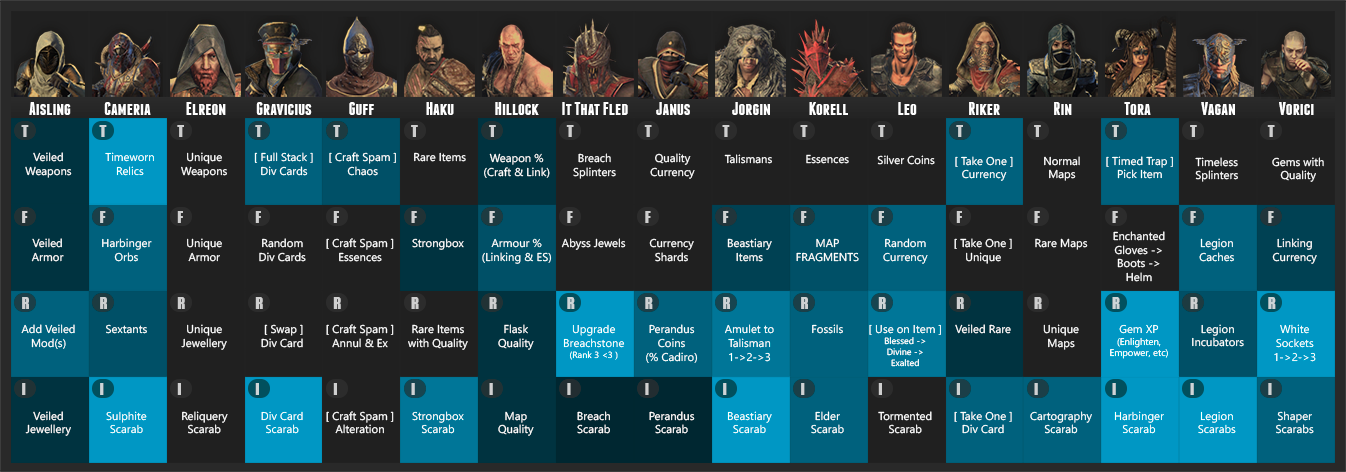 AISLING CAMERIA ELREON GRAVICIUS GUFF HAKU HILLOCK IT THAT FLED JANUS JORGIN KORELL LEO RIKER RIN TORA VAGAN VORICI
T
Veiled
Weapons
T
Timeworn
Relics
T
Unique
Weapons
T
[ Full Stack ]
Div Cards
T
[ Craft Spam ]
Chaos
T
Rare Items
T
Weapon %
(Craft & Link)
T
Breach
Splinters
T
Quality
Currency
T
Talismans
T
Essences
T
Silver Coins
T
[ Take One ]
Currency
T
Normal
Maps
T
[ Timed Trap ]
Pick Item
T
Timeless
Splinters
T
Gems with
Quality
F
Veiled
Armor
F
Harbinger
Orbs
F
Unique
Armor
F
Random
Div Cards
F
[ Craft Spam ]
Essences
F
Strongbox
F
Armour %
(Linking & ES)
F
Abyss Jewels
F
Currency
Shards
F
Beastiary
Items
F
MAP
FRAGMENTS
F
Random
Currency
F
[ Take One ]
Unique
F
Rare Maps
F
Enchanted
Gloves ->
Boots ->
Helm
F
Legion
Caches
F
Linking
Currency
R
Add Veiled
Mod(s)
R
Sextants
R
Unique
Jewellery
R
[ Swap ]
Div Card
R
[ Craft Spam ]
Annul & Ex
R
Rare Items
with Quality
R
Flask
Quality
R
Upgrade
Breachstone
(Rank 3 <3 )
R
Perandus
Coins
(% Cadiro)
R
Amulet to
Talisman
1->2->3
R
Fossils
R
[ Use on Item ]
Blessed ->
Divine ->
Exalted
R
Veiled Rare
R
Unique
Maps
R
Gem XP
(Enlighten,
Empower, etc)
R
Legion
Incubators
R
White
Sockets
1->2->3
I
Veiled
Jewellery
I
Sulphite
Scarab
I
Reliquery
Scarab
I
Div Card
Scarab
I
[ Craft Spam ]
Alteration
I
Strongbox
Scarab
I
Map
Quality
I
Breach
Scarab
I
Perandus
Scarab
I
Beastiary
Scarab
I
Elder
Scarab
I
Tormented
Scarab
I
[ Take One ]
Div Card
I
Cartography
Scarab
I
Harbinger
Scarab
I
Legion
Scarabs
I
Shaper
Scarabs